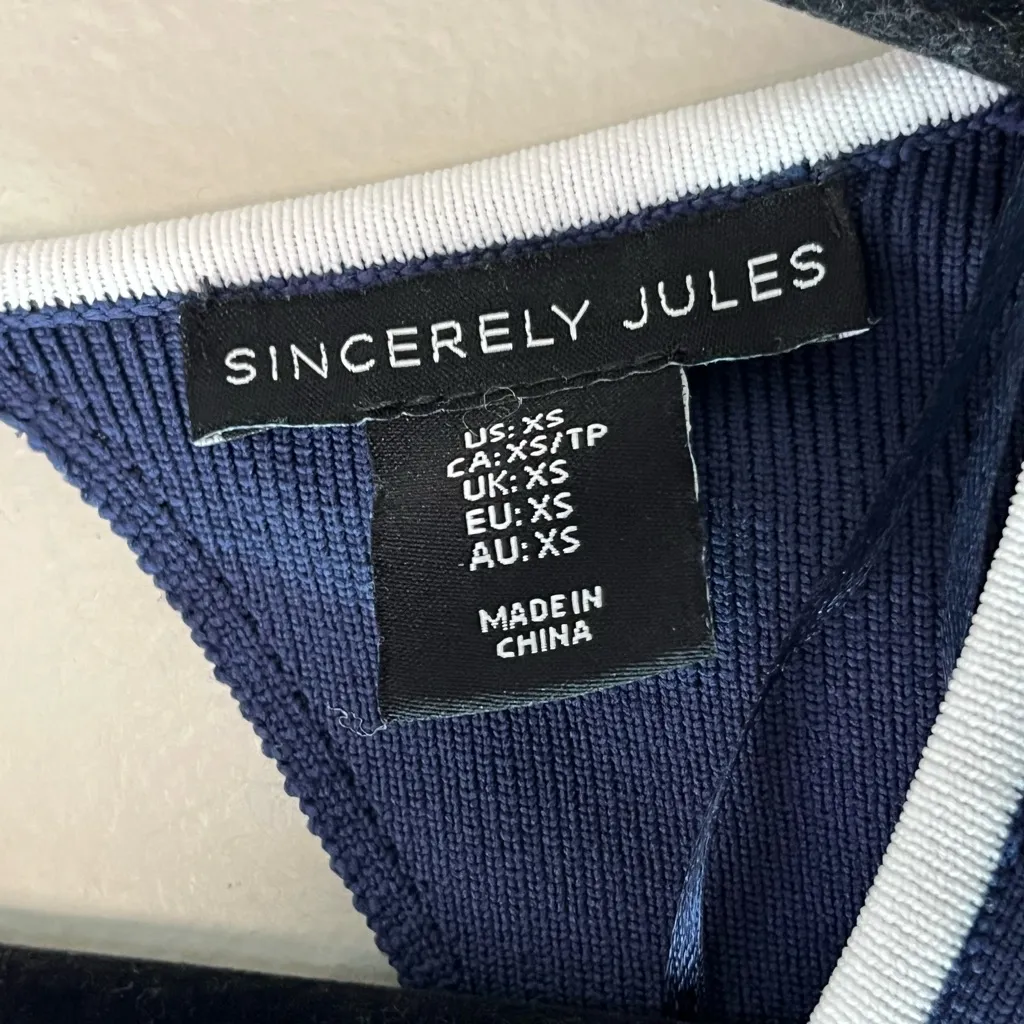 SINCERELY JULES
US: XS
CA: XS/TP
UK: XS
EU: XS
AU: XS
MADE IN
CHINA